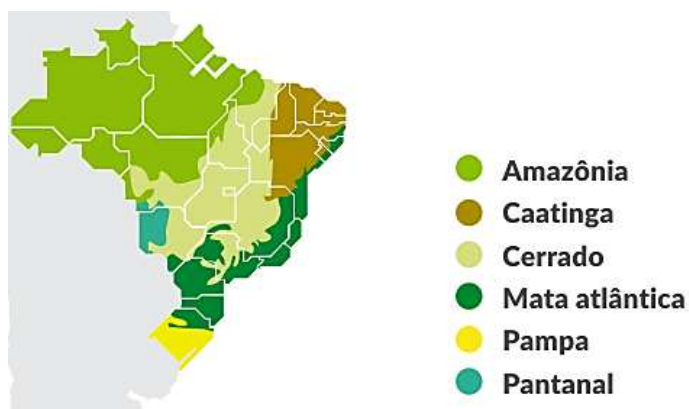 Amazônia
Caatinga
Cerrado
Mata atlântica
Pampa
Pantanal